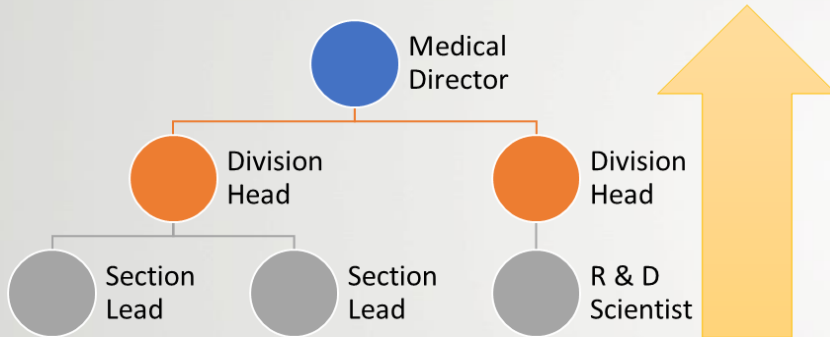 Medical
Director
Division
Head
Division
Head
Section
Lead
Section
Lead
R & D
Scientist